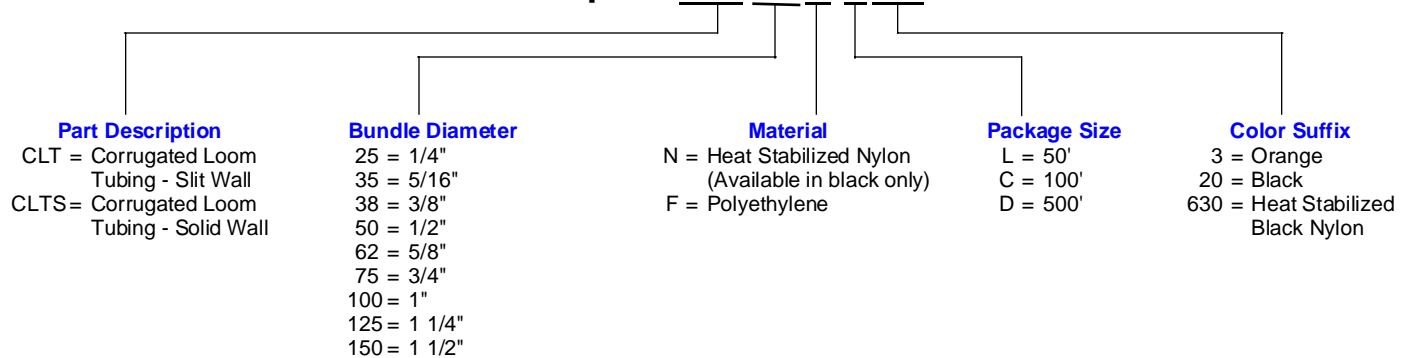 Part Description
CLT = Corrugated Loom
Tubing - Slit Wall
CLTS= Corrugated Loom
Tubing - Solid Wall
Bundle Diameter
25 = 1/4"
35 = 5/16"
38 = 3/8"
50 = 1/2"
62 = 5/8"
75 = 3/4"
100 = 1"
125 = 1 1/4"
150 = 1 1/2"
Material
N = Heat Stabilized Nylon
(Available in black only)
F = Polyethylene
Package Size
L = 50'
C = 100'
D = 500'
Color Suffix
3 = Orange
20 = Black
630 = Heat Stabilized
Black Nylon